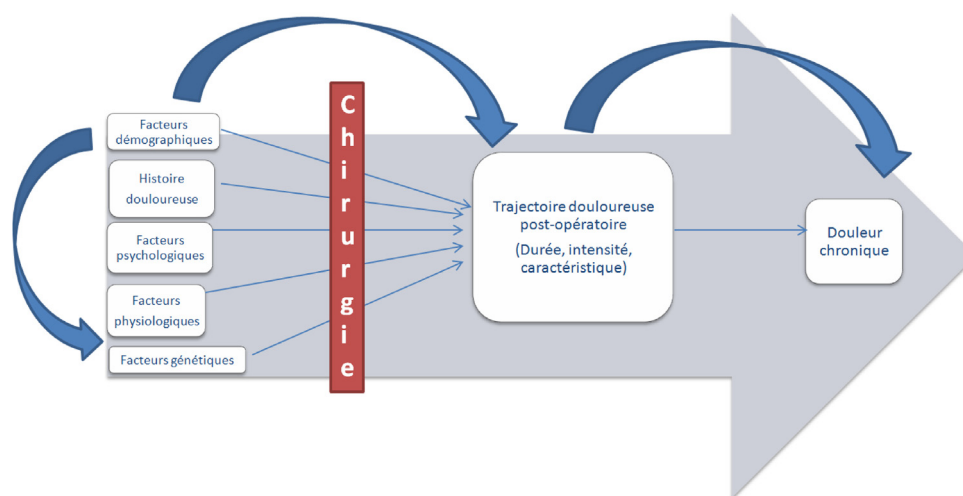 Facteurs
démographiques
Histoire
douloureuse
Facteurs
psychologiques
Facteurs
physiologiques
Facteurs génétiques
Chirurgie
Trajectoire douloureuse
post-opératoire
(Durée, intensité,
caractéristique)
Douleur
chronique